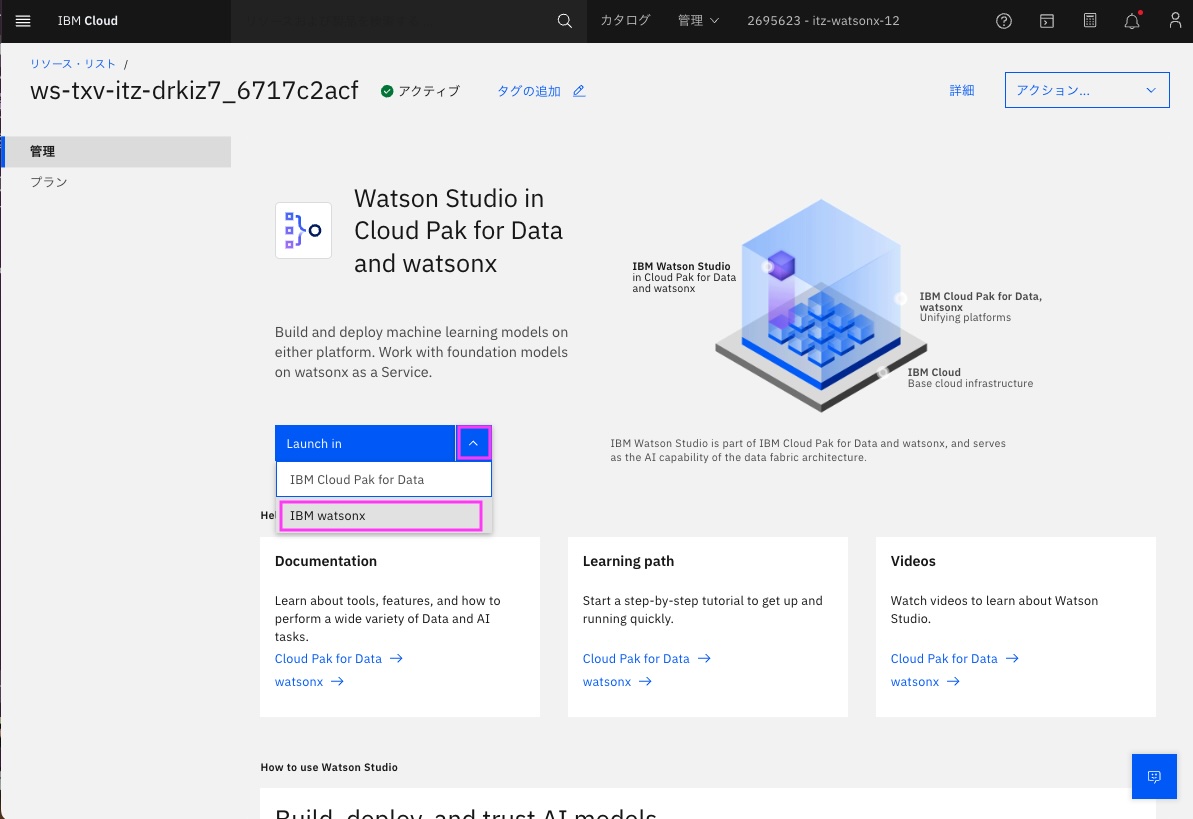 IBM Cloud
カタログ
管理
2695623 - itz-watsonx-12
リソース・リスト /
ws-txv-itz-drkiz7_6717c2acf
アクティブ
タグの追加
詳細
アクション...
管理
プラン
Watson Studio in
Cloud Pak for Data
and watsonx
Build and deploy machine learning models on
either platform. Work with foundation models
on watsonx as a Service.
IBM Watson Studio
in Cloud Pak for Data
and watsonx
IBM Cloud Pak for Data,
watsonx
Unifying platforms
IBM Cloud
Base cloud infrastructure
IBM Watson Studio is part of IBM Cloud Pak for Data and watsonx, and serves
as the AI capability of the data fabric architecture.
Launch in
IBM Cloud Pak for Data
IBM watsonx
Documentation
Learn about tools, features, and how to
perform a wide variety of Data and AI
tasks.
Cloud Pak for Data
watsonx
Learning path
Start a step-by-step tutorial to get up and
running quickly.
Cloud Pak for Data
watsonx
Videos
Watch videos to learn about Watson
Studio.
Cloud Pak for Data
watsonx
How to use Watson Studio
Build, deploy, and trust AI models